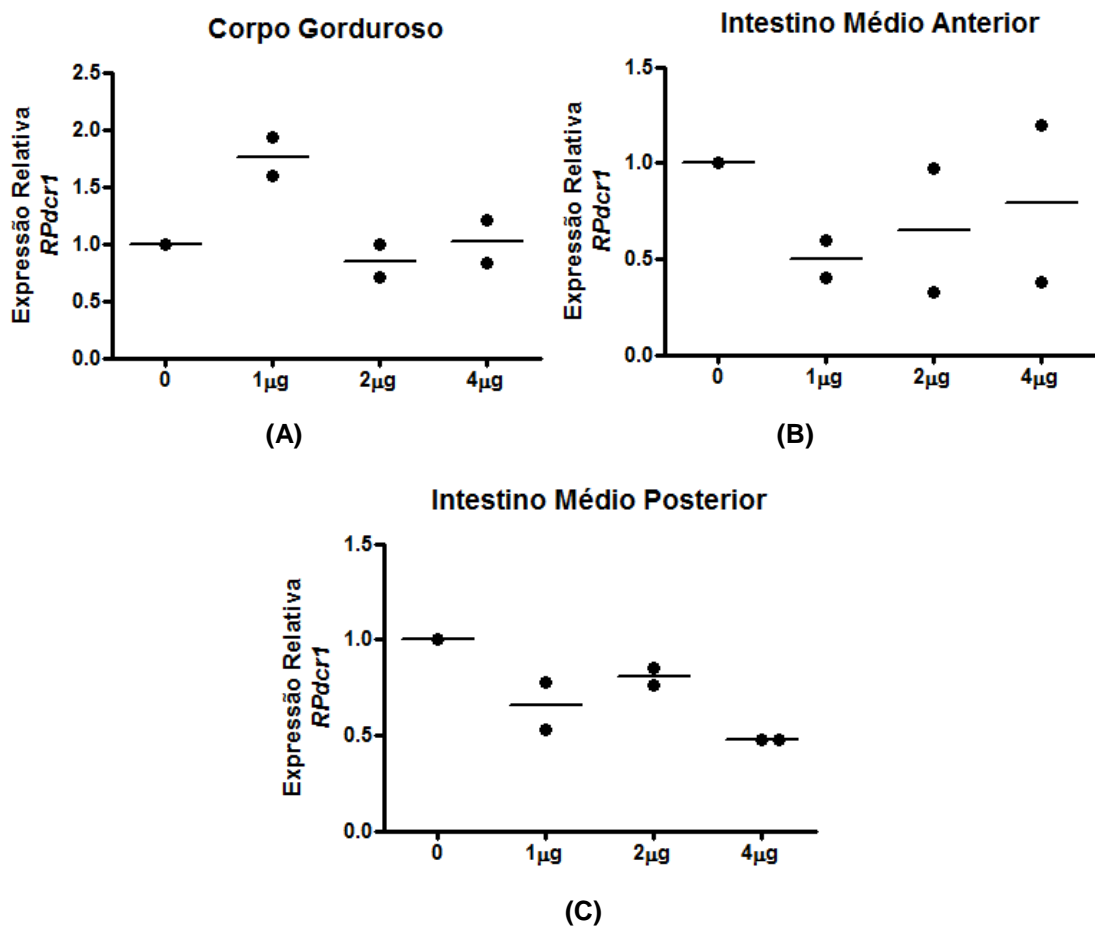 Corpo Gorduroso
Expressão Relativa
RPdcr1
2.5
2.0
1.5
1.0
0.5
0.0
0 1µg 2µg 4µg
(A)
Intestino Médio Anterior
Expressão Relativa
RPdcr1
1.5
1.0
0.5
0.0
0 1µg 2µg 4µg
(B)
Intestino Médio Posterior
Expressão Relativa
RPdcr1
1.5
1.0
0.5
0.0
0 1µg 2µg 4µg
(C)